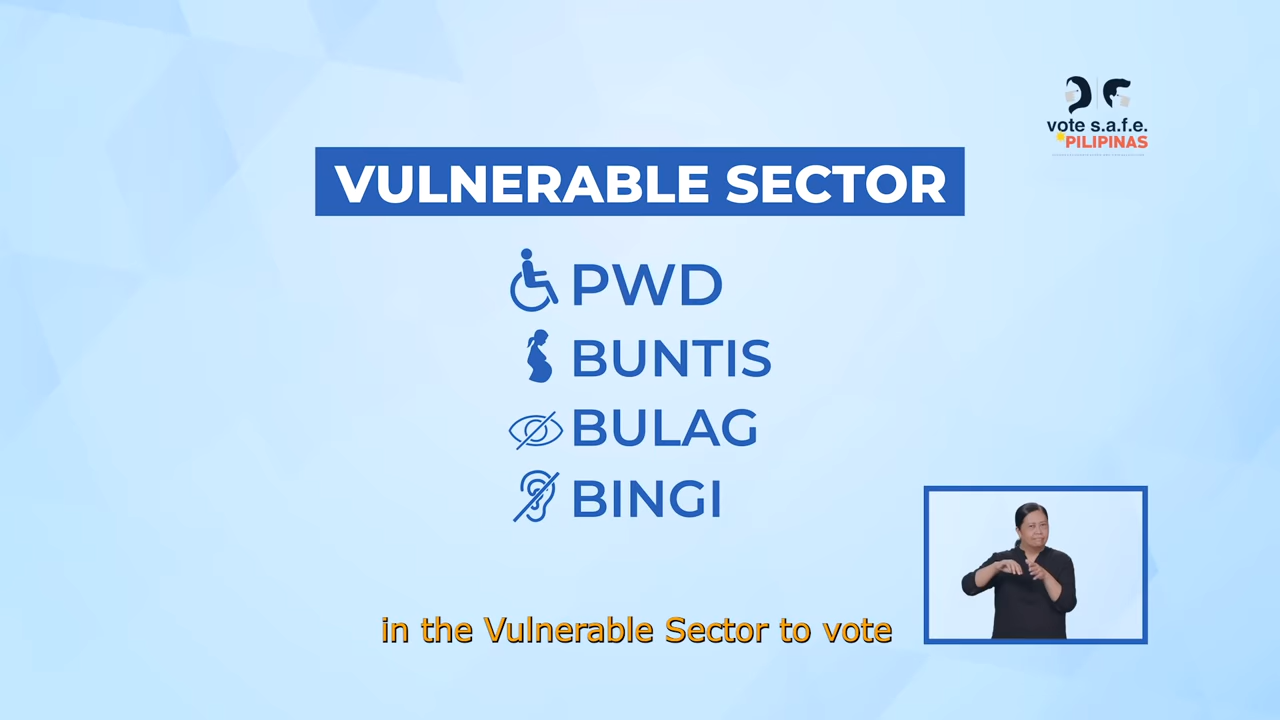 vote s.a.f.e.
PILIPINAS
VULNERABLE SECTOR
PWD
BUNTIS
BULAG
BINGI
in the Vulnerable Sector to vote